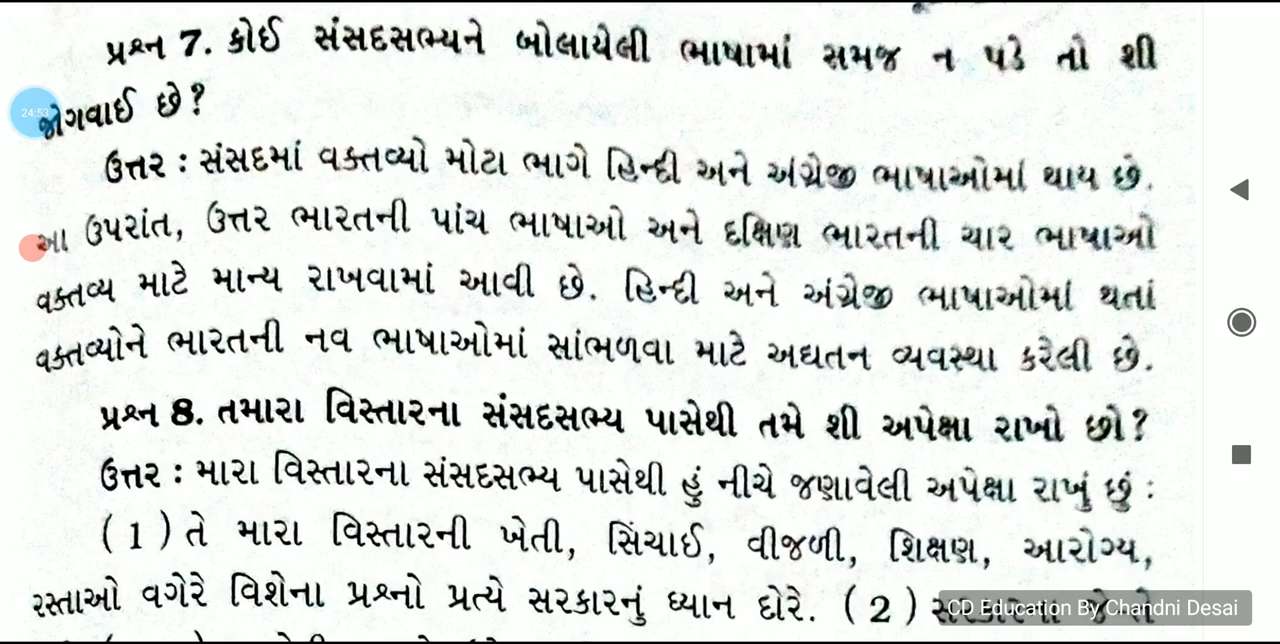 પ્રશ્ન 7. કોઈ સંસદસભ્યને બોલાયેલી ભાષામાં સમજ ન પડે તો શી
જોગવાઈ છે?
24:53
ઉત્તર : સંસદમાં વક્તવ્યો મોટા ભાગે હિન્દી અને અંગ્રેજી ભાષાઓમાં થાય છે.
આ ઉપરાંત, ઉત્તર ભારતની પાંચ ભાષાઓ અને દક્ષિણ ભારતની ચાર ભાષાઓ
વક્તવ્ય માટે માન્ય રાખવામાં આવી છે. હિન્દી અને અંગ્રેજી ભાષાઓમાં થતાં
વક્તવ્યોને ભારતની નવ ભાષાઓમાં સાંભળવા માટે અદ્યતન વ્યવસ્થા કરેલી છે.
પ્રશ્ન 8. તમારા વિસ્તારના સંસદસભ્ય પાસેથી તમે શી અપેક્ષા રાખો છો?
ઉત્તર : મારા વિસ્તારના સંસદસભ્ય પાસેથી હું નીચે જણાવેલી અપેક્ષા રાખું છું :
(1) તે મારા વિસ્તારની ખેતી, સિંચાઈ, વીજળી, શિક્ષણ, આરોગ્ય,
રસ્તાઓ વગેરે વિશેના પ્રશ્નો પ્રત્યે સરકારનું ધ્યાન દોરે. (2)
CD Education By Chandni Desai